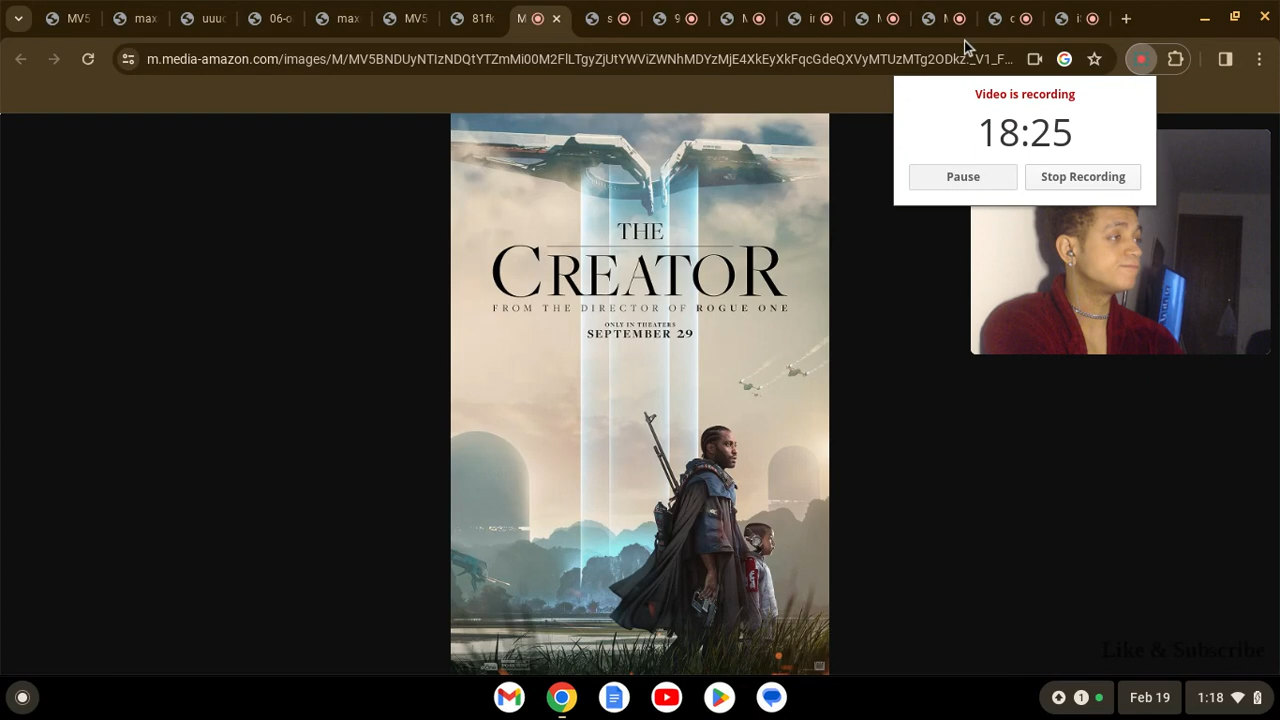 MV5
max
uuu
06-o
max
MV5
81fk
M
s
9
M
in
M
M
c
i
m.media-amazon.com/images/M/MV5BNDUyNTIzNDQtYTZmMi00M2FlLTgyZjUtYWViZWNhMDYzMjE4XkEyXkFqcGdeQXVyMTUzMTg2ODkz._V1_F...
Video is recording
18:25
Pause
Stop Recording
THE
CREATOR
FROM THE DIRECTOR OF ROGUE ONE
ONLY IN THEATERS
SEPTEMBER 29
Like & Subscribe
1
Feb 19
1:18